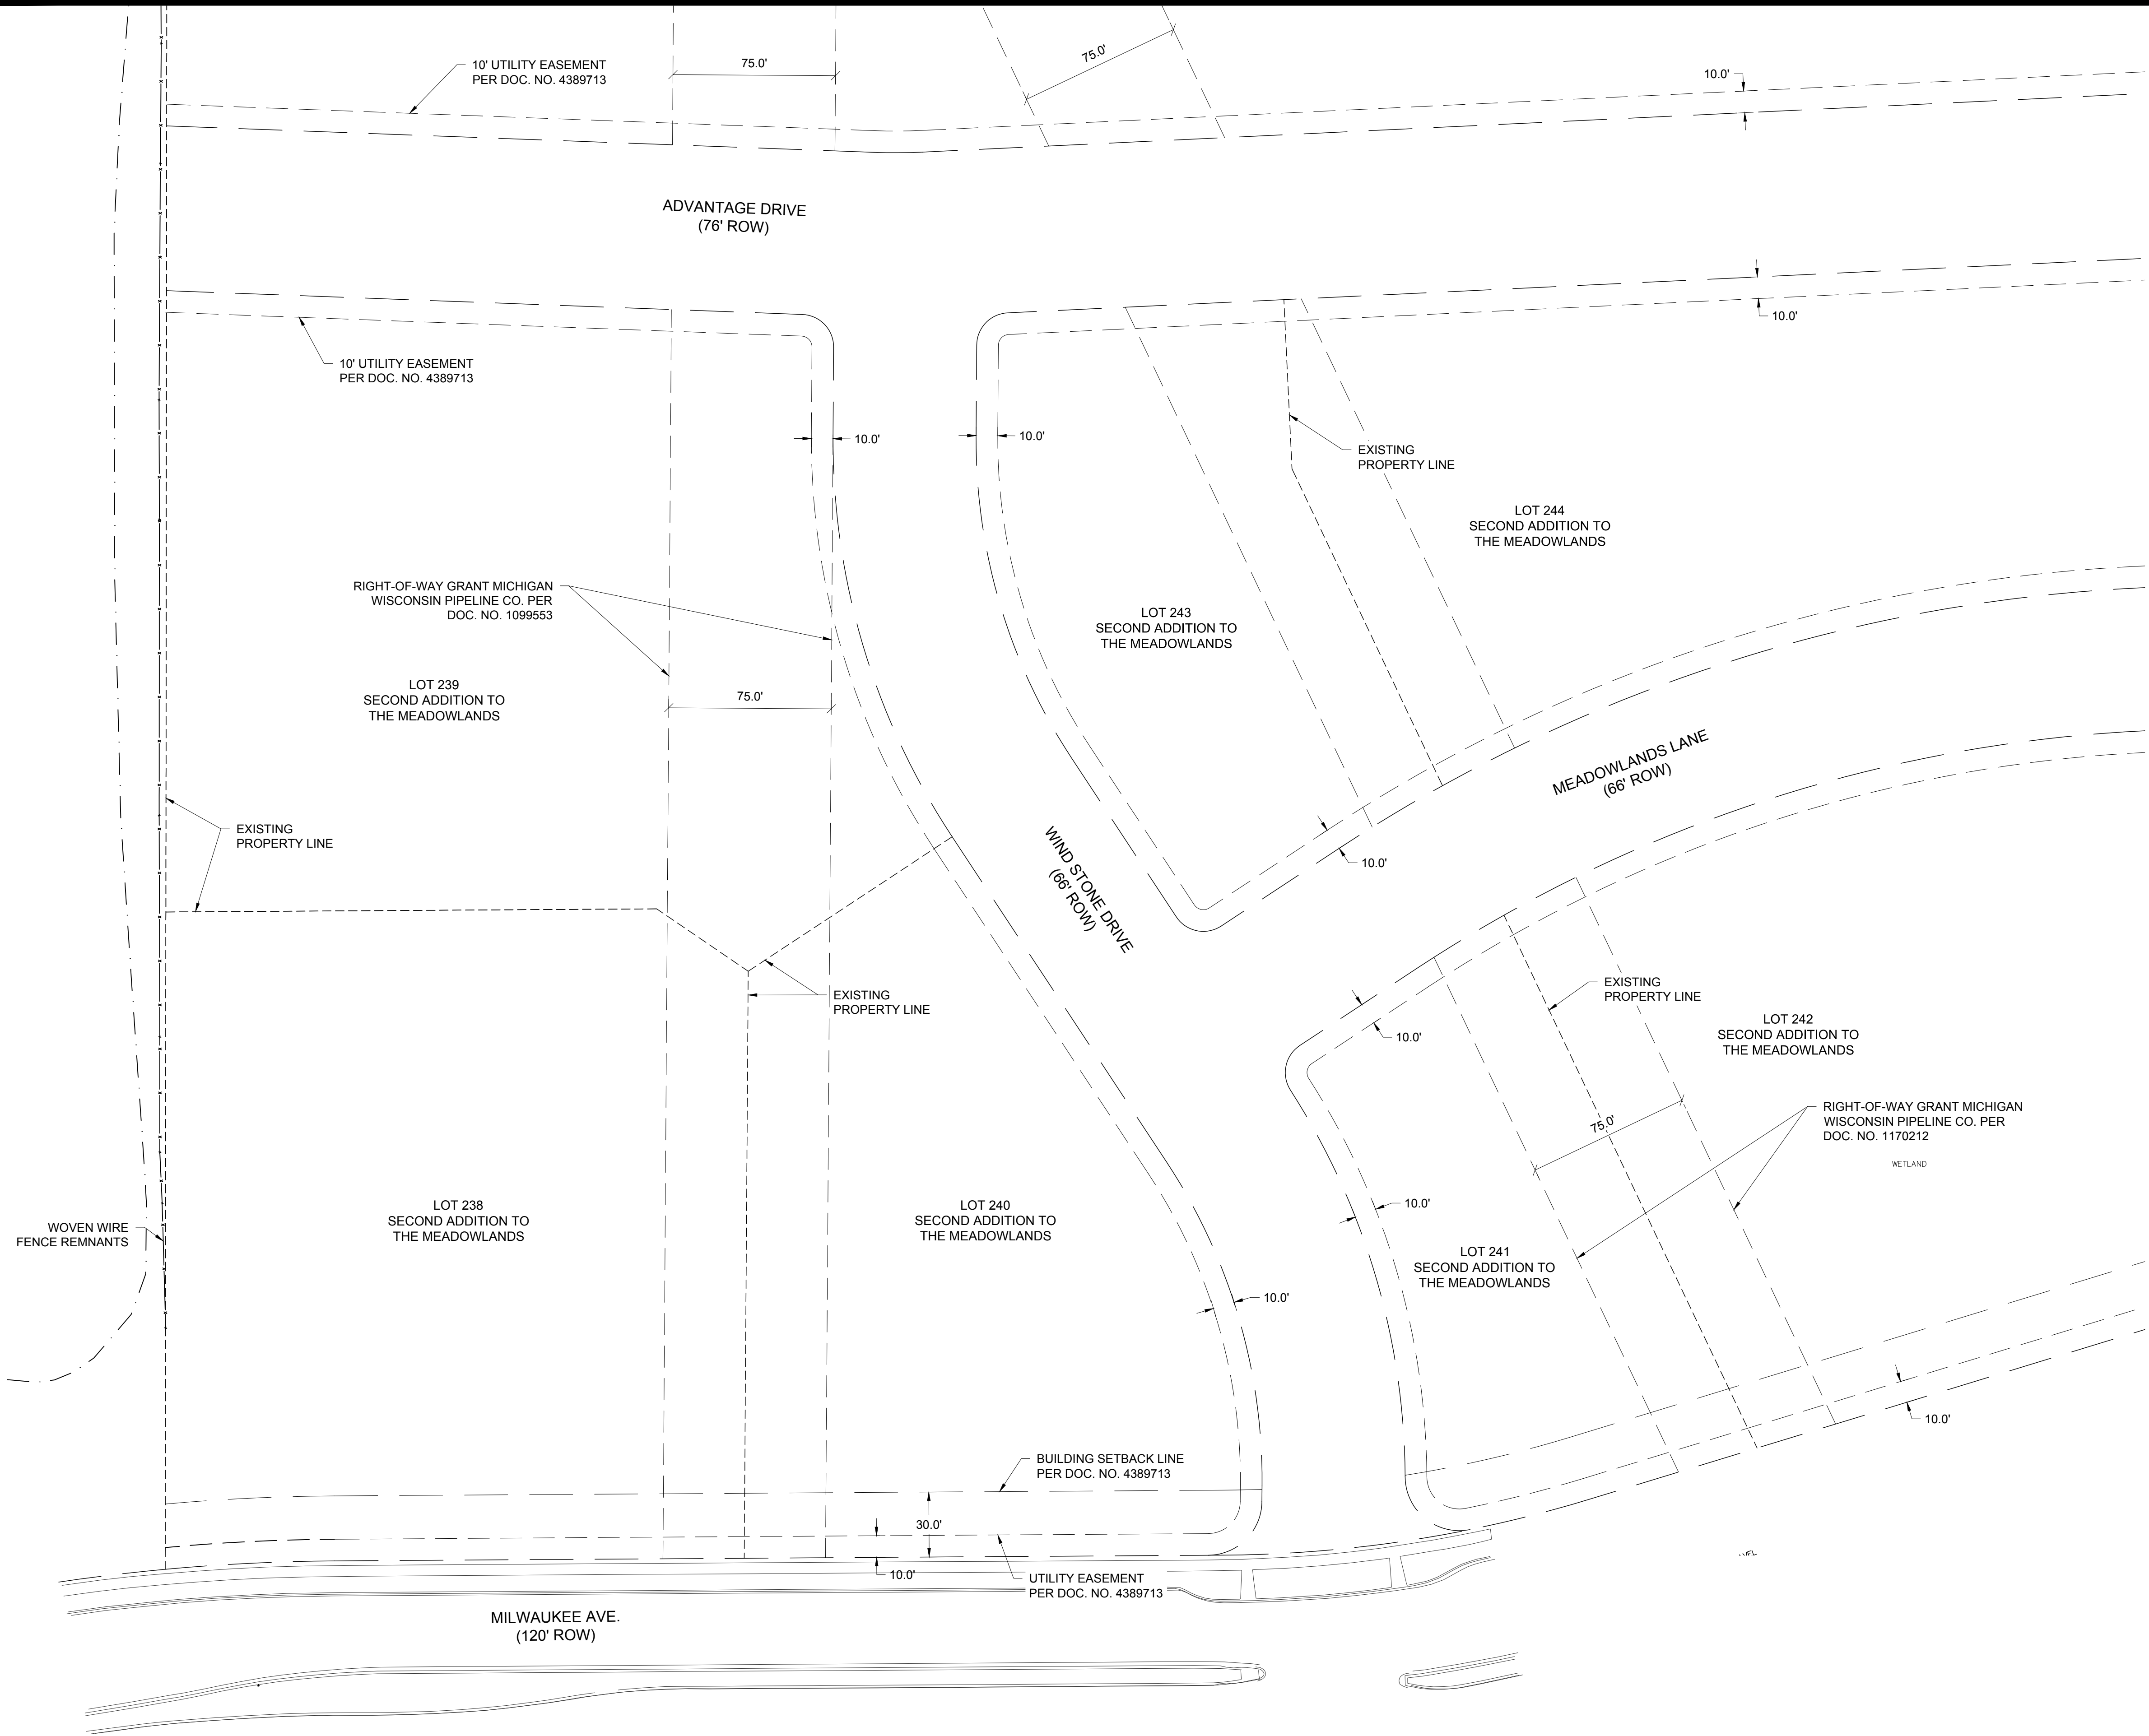 10' UTILITY EASEMENT
PER DOC. NO. 4389713
75.0'
75.0'
10.0'
ADVANTAGE DRIVE
(76' ROW)
10.0'
10' UTILITY EASEMENT
PER DOC. NO. 4389713
10.0'
10.0'
EXISTING
PROPERTY LINE
LOT 244
SECOND ADDITION TO
THE MEADOWLANDS
RIGHT-OF-WAY GRANT MICHIGAN
WISCONSIN PIPELINE CO. PER
DOC. NO. 1099553
LOT 243
SECOND ADDITION TO
THE MEADOWLANDS
LOT 239
SECOND ADDITION TO
THE MEADOWLANDS
75.0'
MEADOWLANDS LANE
(66' ROW)
EXISTING
PROPERTY LINE
WIND STONE DRIVE
(66' ROW)
10.0'
EXISTING
PROPERTY LINE
EXISTING
PROPERTY LINE
10.0'
LOT 242
SECOND ADDITION TO
THE MEADOWLANDS
75.0'
RIGHT-OF-WAY GRANT MICHIGAN
WISCONSIN PIPELINE CO. PER
DOC. NO. 1170212
WETLAND
LOT 238
SECOND ADDITION TO
THE MEADOWLANDS
LOT 240
SECOND ADDITION TO
THE MEADOWLANDS
10.0'
WOVEN WIRE
FENCE REMNANTS
LOT 241
SECOND ADDITION TO
THE MEADOWLANDS
10.0'
10.0'
BUILDING SETBACK LINE
PER DOC. NO. 4389713
30.0'
10.0'
UTILITY EASEMENT
PER DOC. NO. 4389713
MILWAUKEE AVE.
(120' ROW)